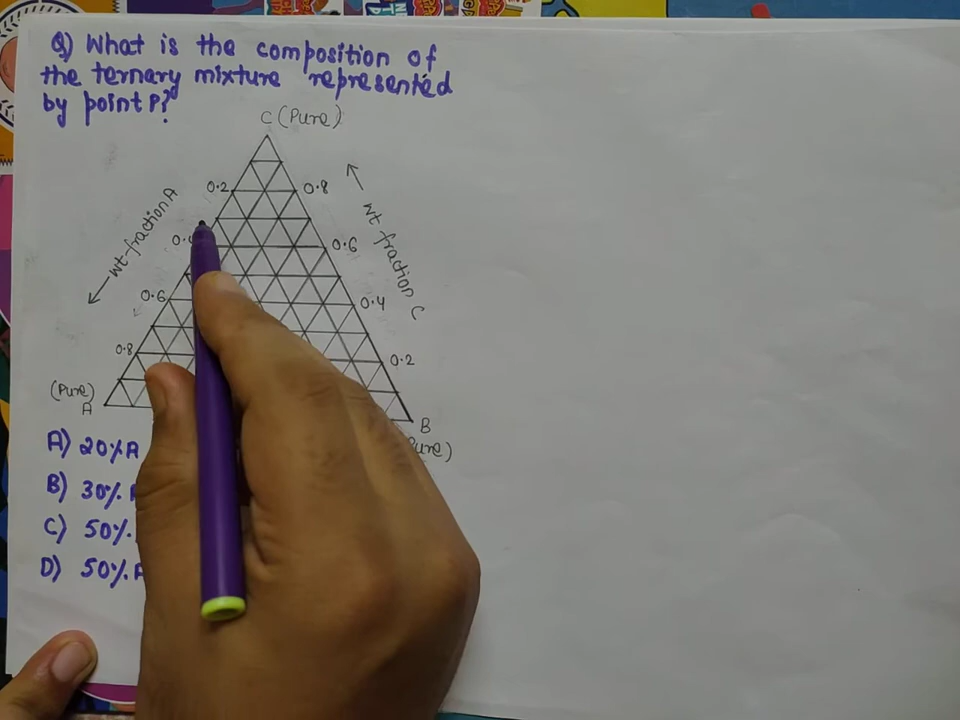 Q) What is the composition of
the ternary mixture represented
by point P?
C (Pure)
0.2 0.8
wt fraction A
wt fraction C
0.6
0.6 0.4
0.8 0.2
(Pure)
A B
A) 20% A
B) 30%
C) 50%
D) 50%